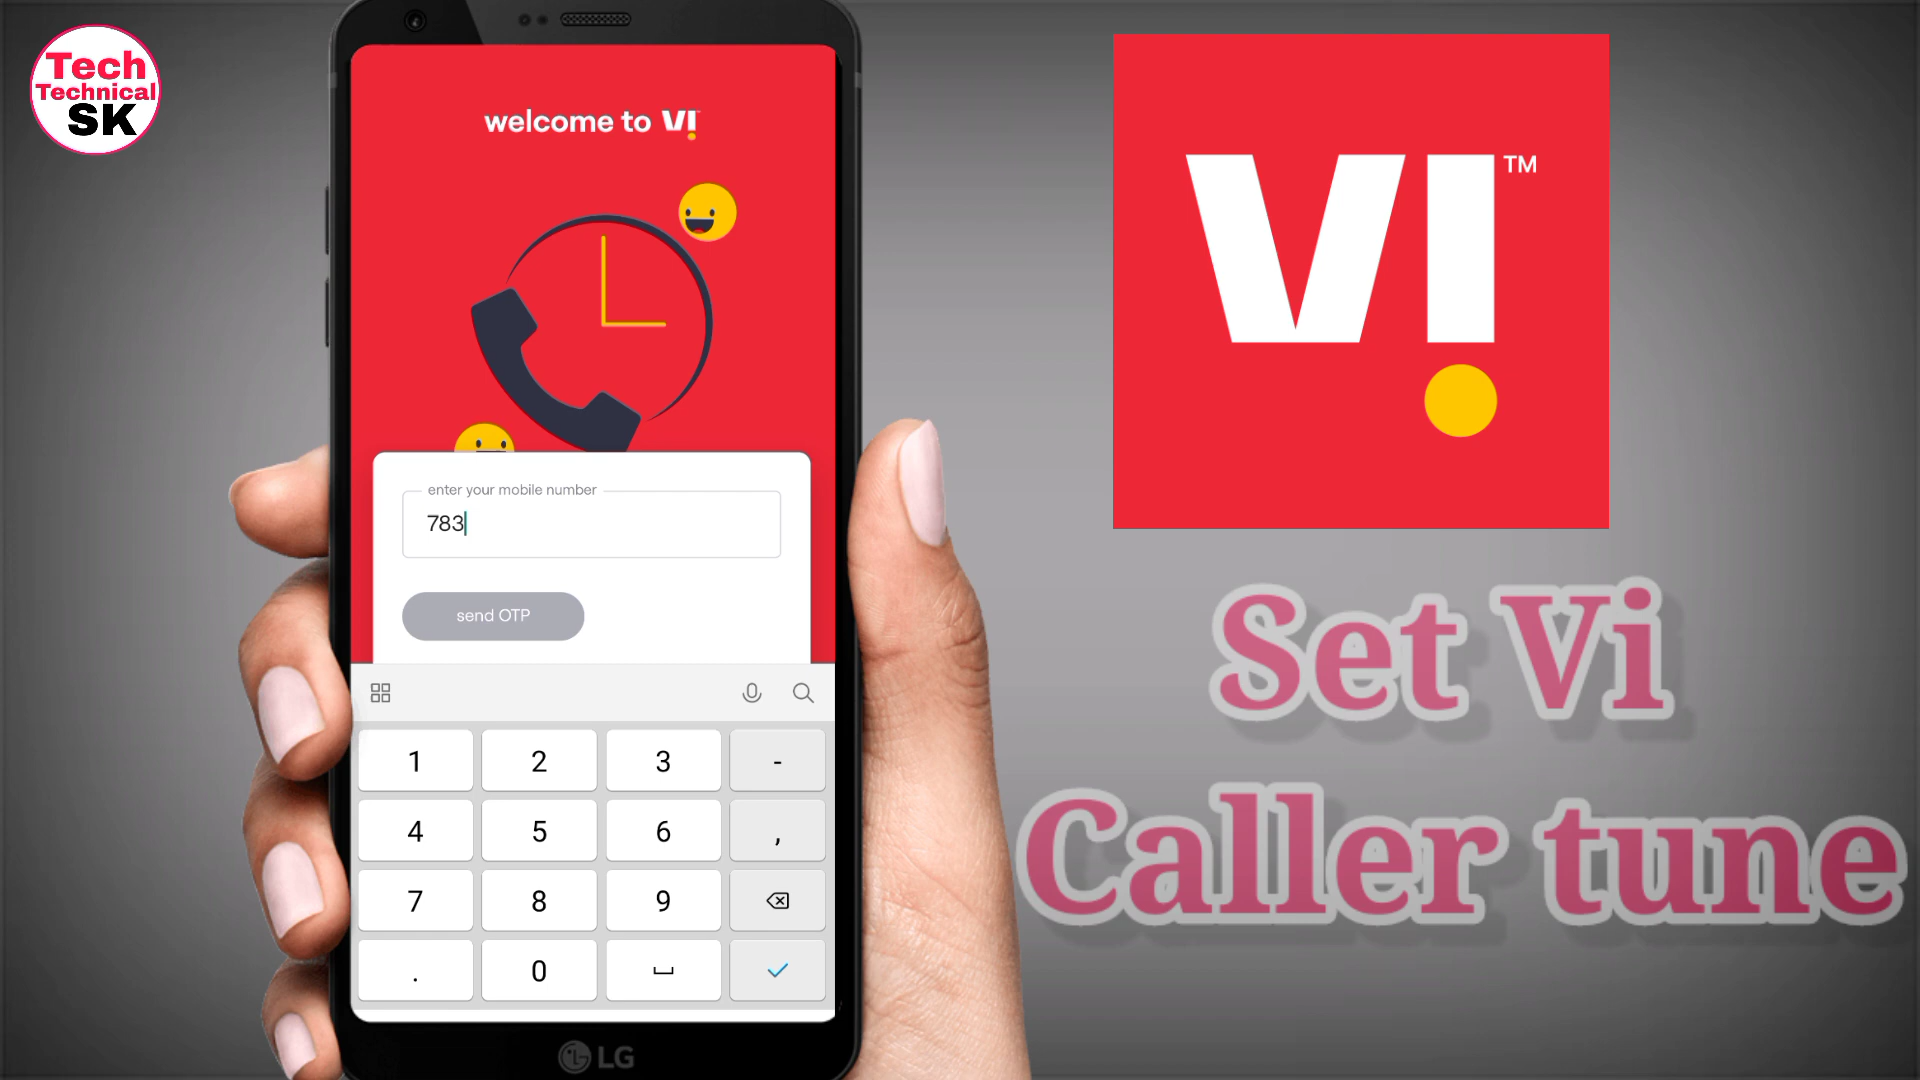 Tech
Technical
SK
welcome to VI
enter your mobile number
783
send OTP
1 2 3 -
4 5 6 ,
7 8 9
. 0
LG
VI TM
Set Vi
Caller tune